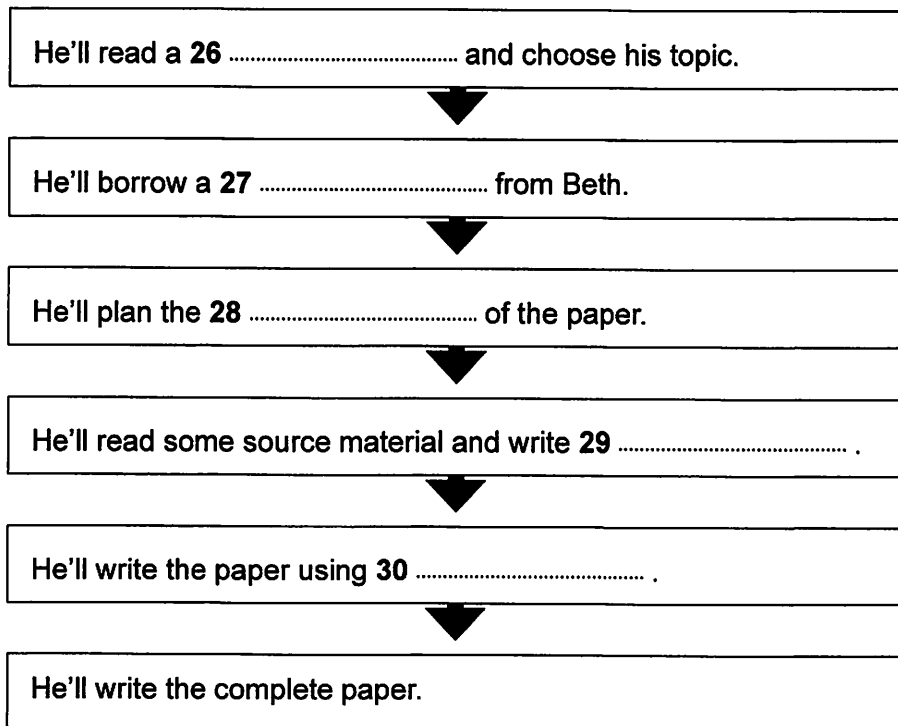 He'll read a 26 ........................................ and choose his topic.
He'll borrow a 27 ........................................ from Beth.
He'll plan the 28 ........................................ of the paper.
He'll read some source material and write 29 ........................................ .
He'll write the paper using 30 ........................................ .
He'll write the complete paper.